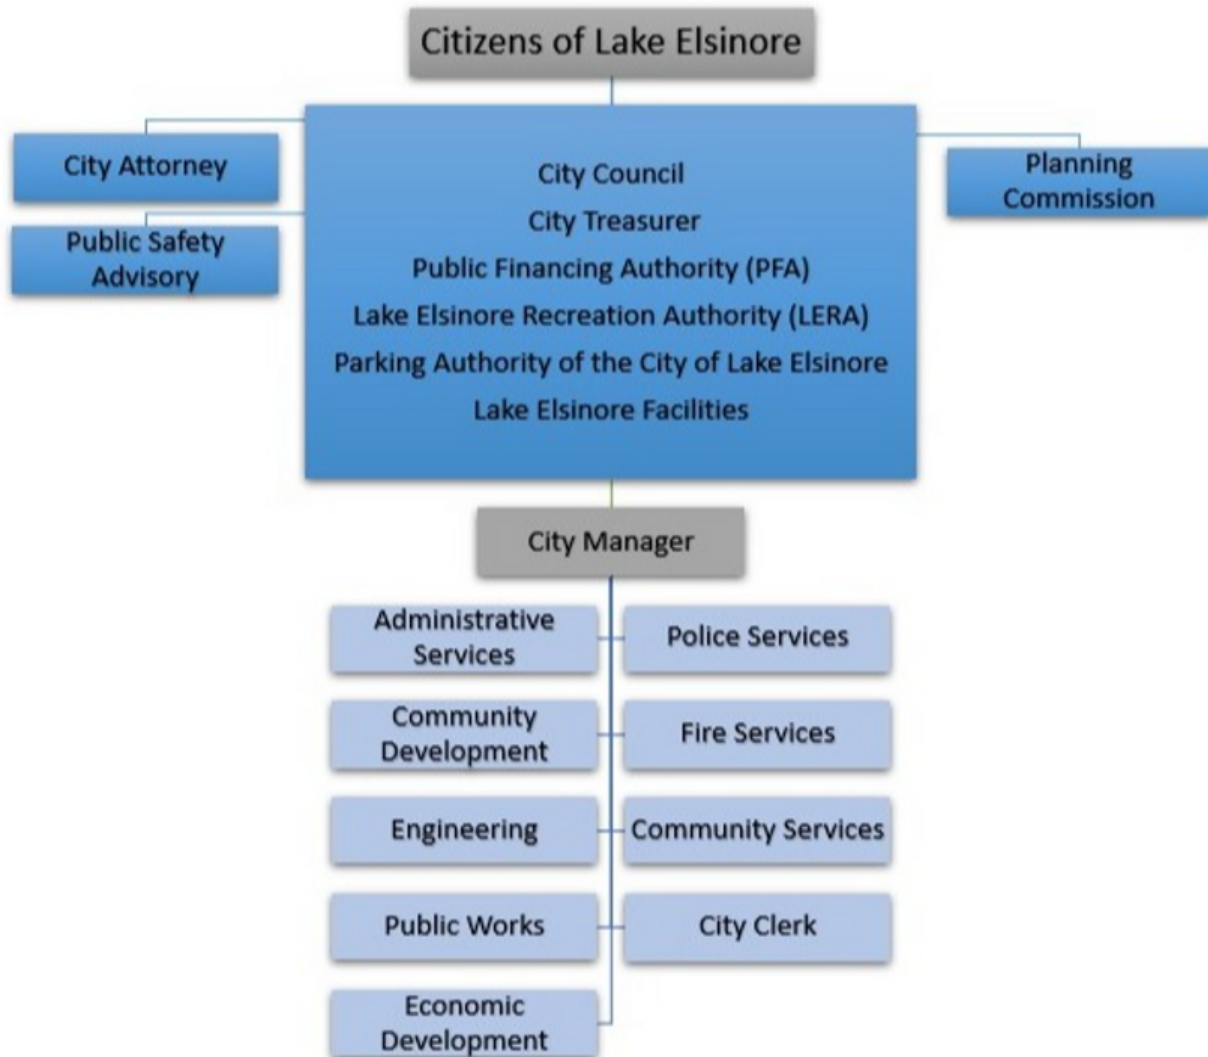 Citizens of Lake Elsinore
City Attorney
Public Safety
Advisory
City Council
City Treasurer
Public Financing Authority (PFA)
Lake Elsinore Recreation Authority (LERA)
Parking Authority of the City of Lake Elsinore
Lake Elsinore Facilities
Planning
Commission
City Manager
Administrative
Services
Police Services
Community
Development
Fire Services
Engineering
Community Services
Public Works
City Clerk
Economic
Development